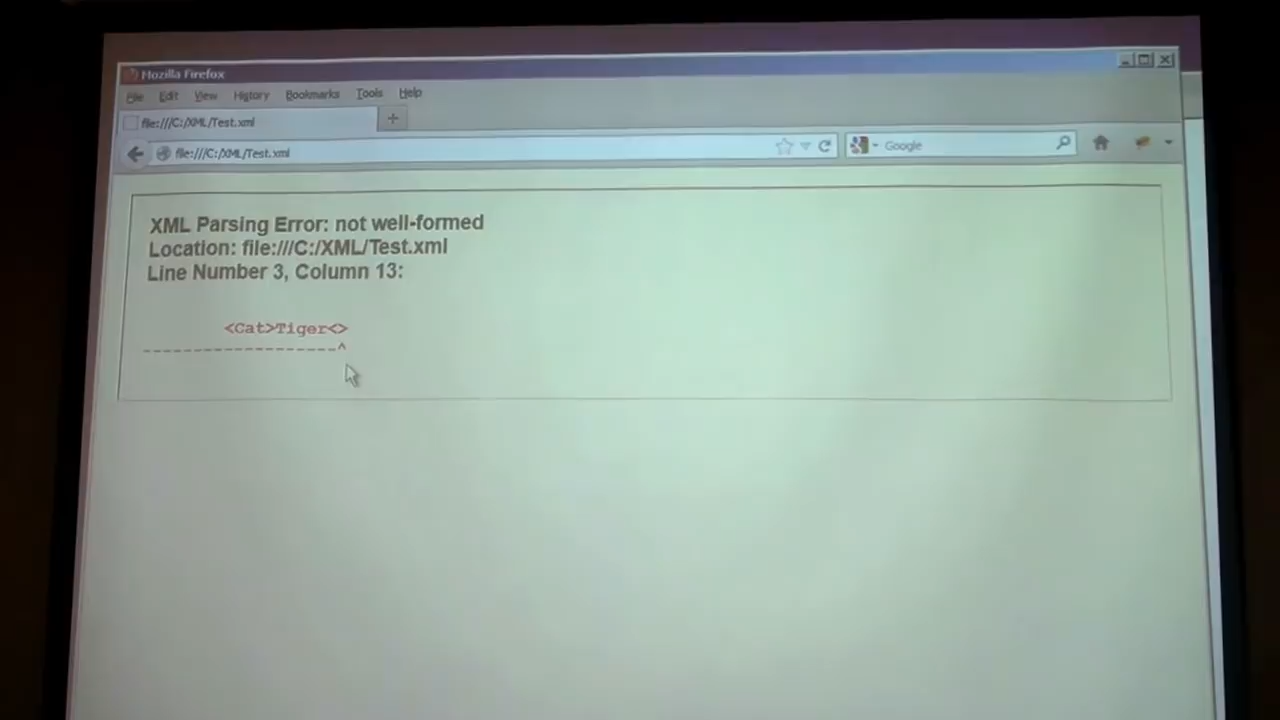 Mozilla Firefox
File Edit View History Bookmarks Tools Help
file:///C:/XML/Test.xml
file:///C:/XML/Test.xml
Google
XML Parsing Error: not well-formed
Location: file:///C:/XML/Test.xml
Line Number 3, Column 13:
<Cat>Tiger<>
-------------------^